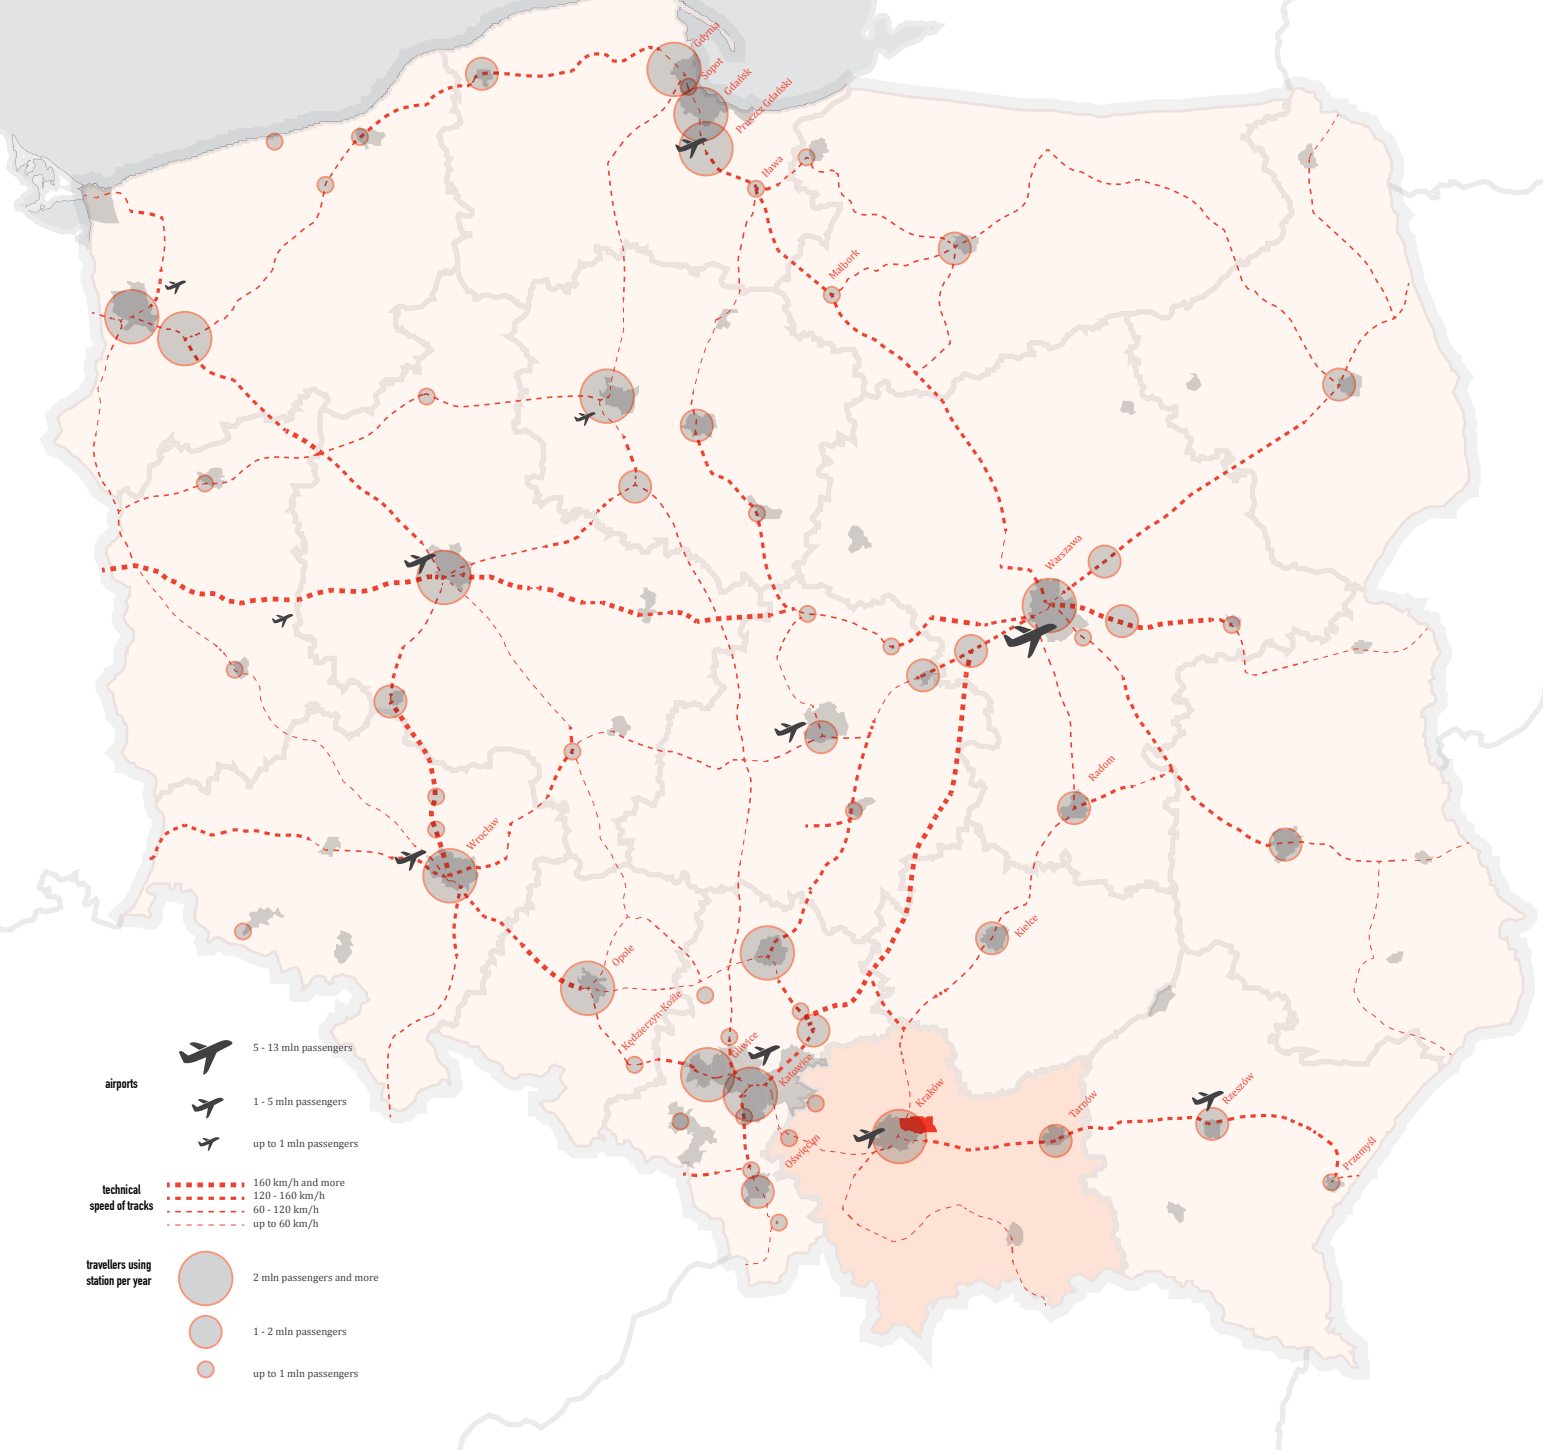 Gdynia
Sopot
Gdańsk
Pruszcz Gdański
Iława
Malbork
Warszawa
Radom
Wrocław
Kielce
Opole
Kędzierzyn-Koźle
Gliwice
Katowice
Oświęcim
Kraków
Tarnów
Rzeszów
Przemyśl
airports
5 - 13 mln passengers
1 - 5 mln passengers
up to 1 mln passengers
technical
speed of tracks
160 km/h and more
120 - 160 km/h
60 - 120 km/h
up to 60 km/h
travellers using
station per year
2 mln passengers and more
1 - 2 mln passengers
up to 1 mln passengers